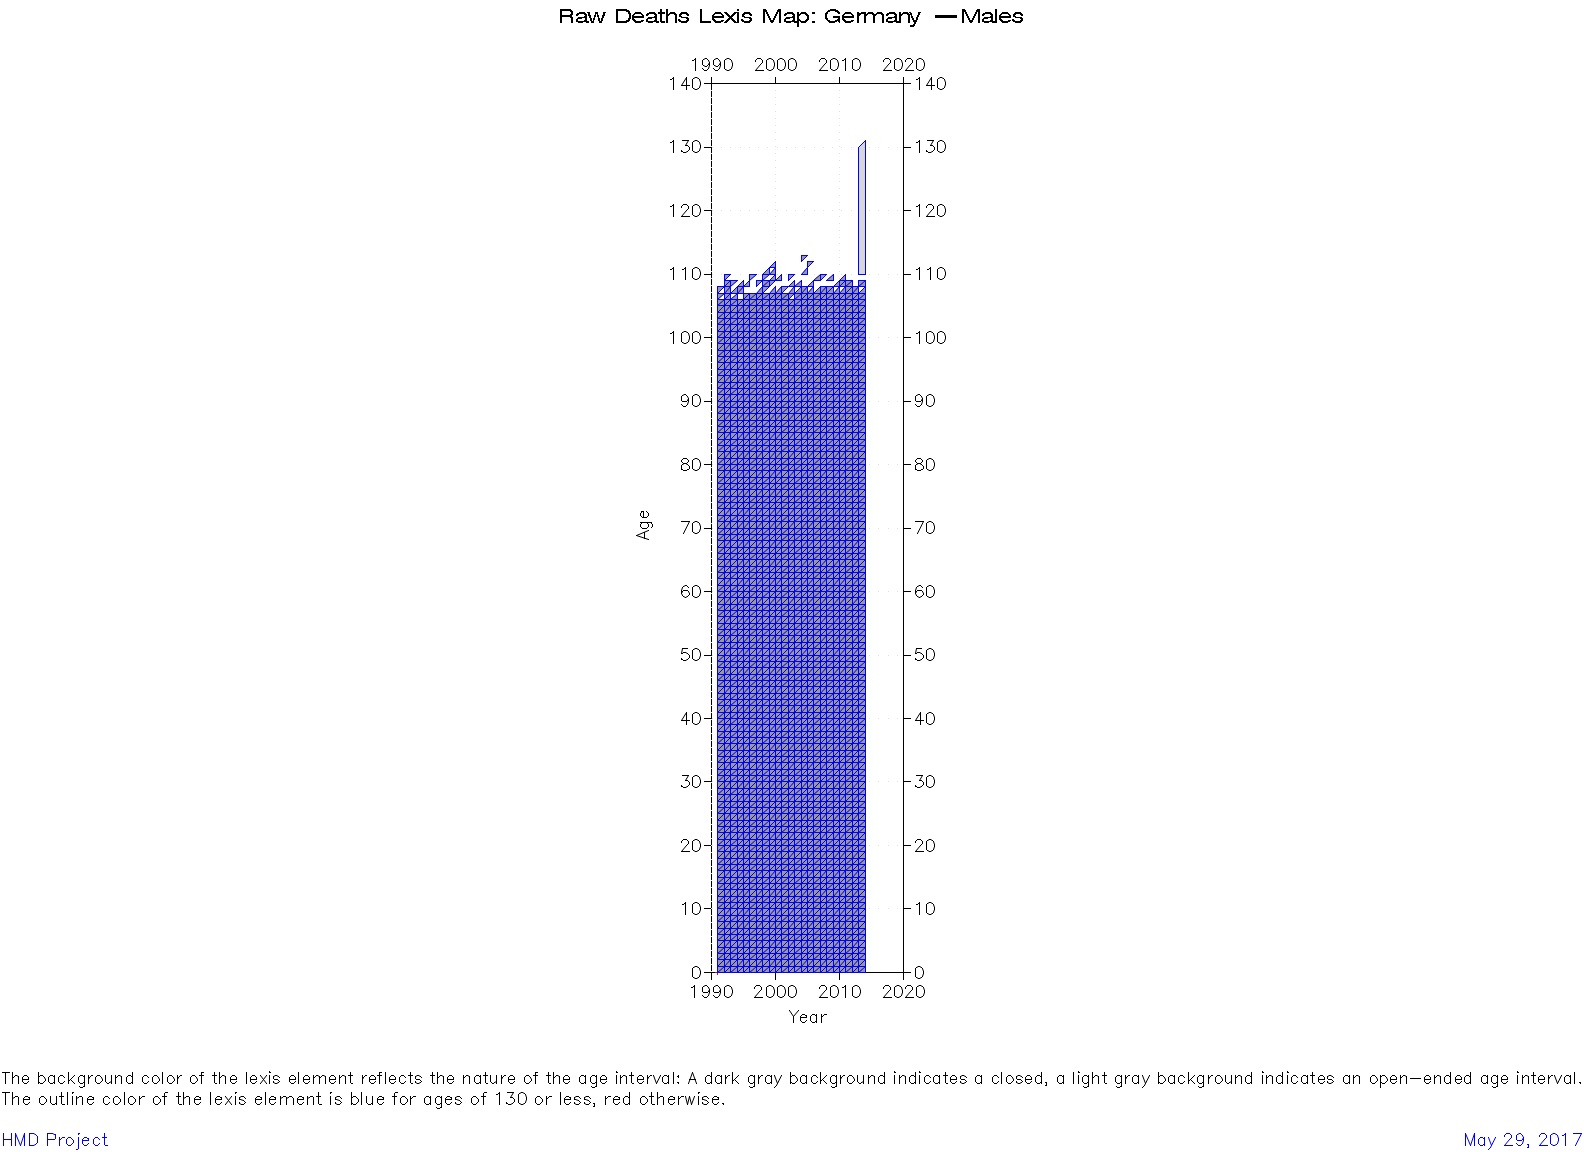 Raw Deaths Lexis Map: Germany —Males
1990 2000 2010 2020
140 140
130 130
120 120
110 110
100 100
90 90
80 80
70 70
Age
60 60
50 50
40 40
30 30
20 20
10 10
0 0
1990 2000 2010 2020
Year
The background color of the lexis element reflects the nature of the age interval: A dark gray background indicates a closed, a light gray background indicates an open–ended age interval.
The outline color of the lexis element is blue for ages of 130 or less, red otherwise.
HMD Project May 29, 2017